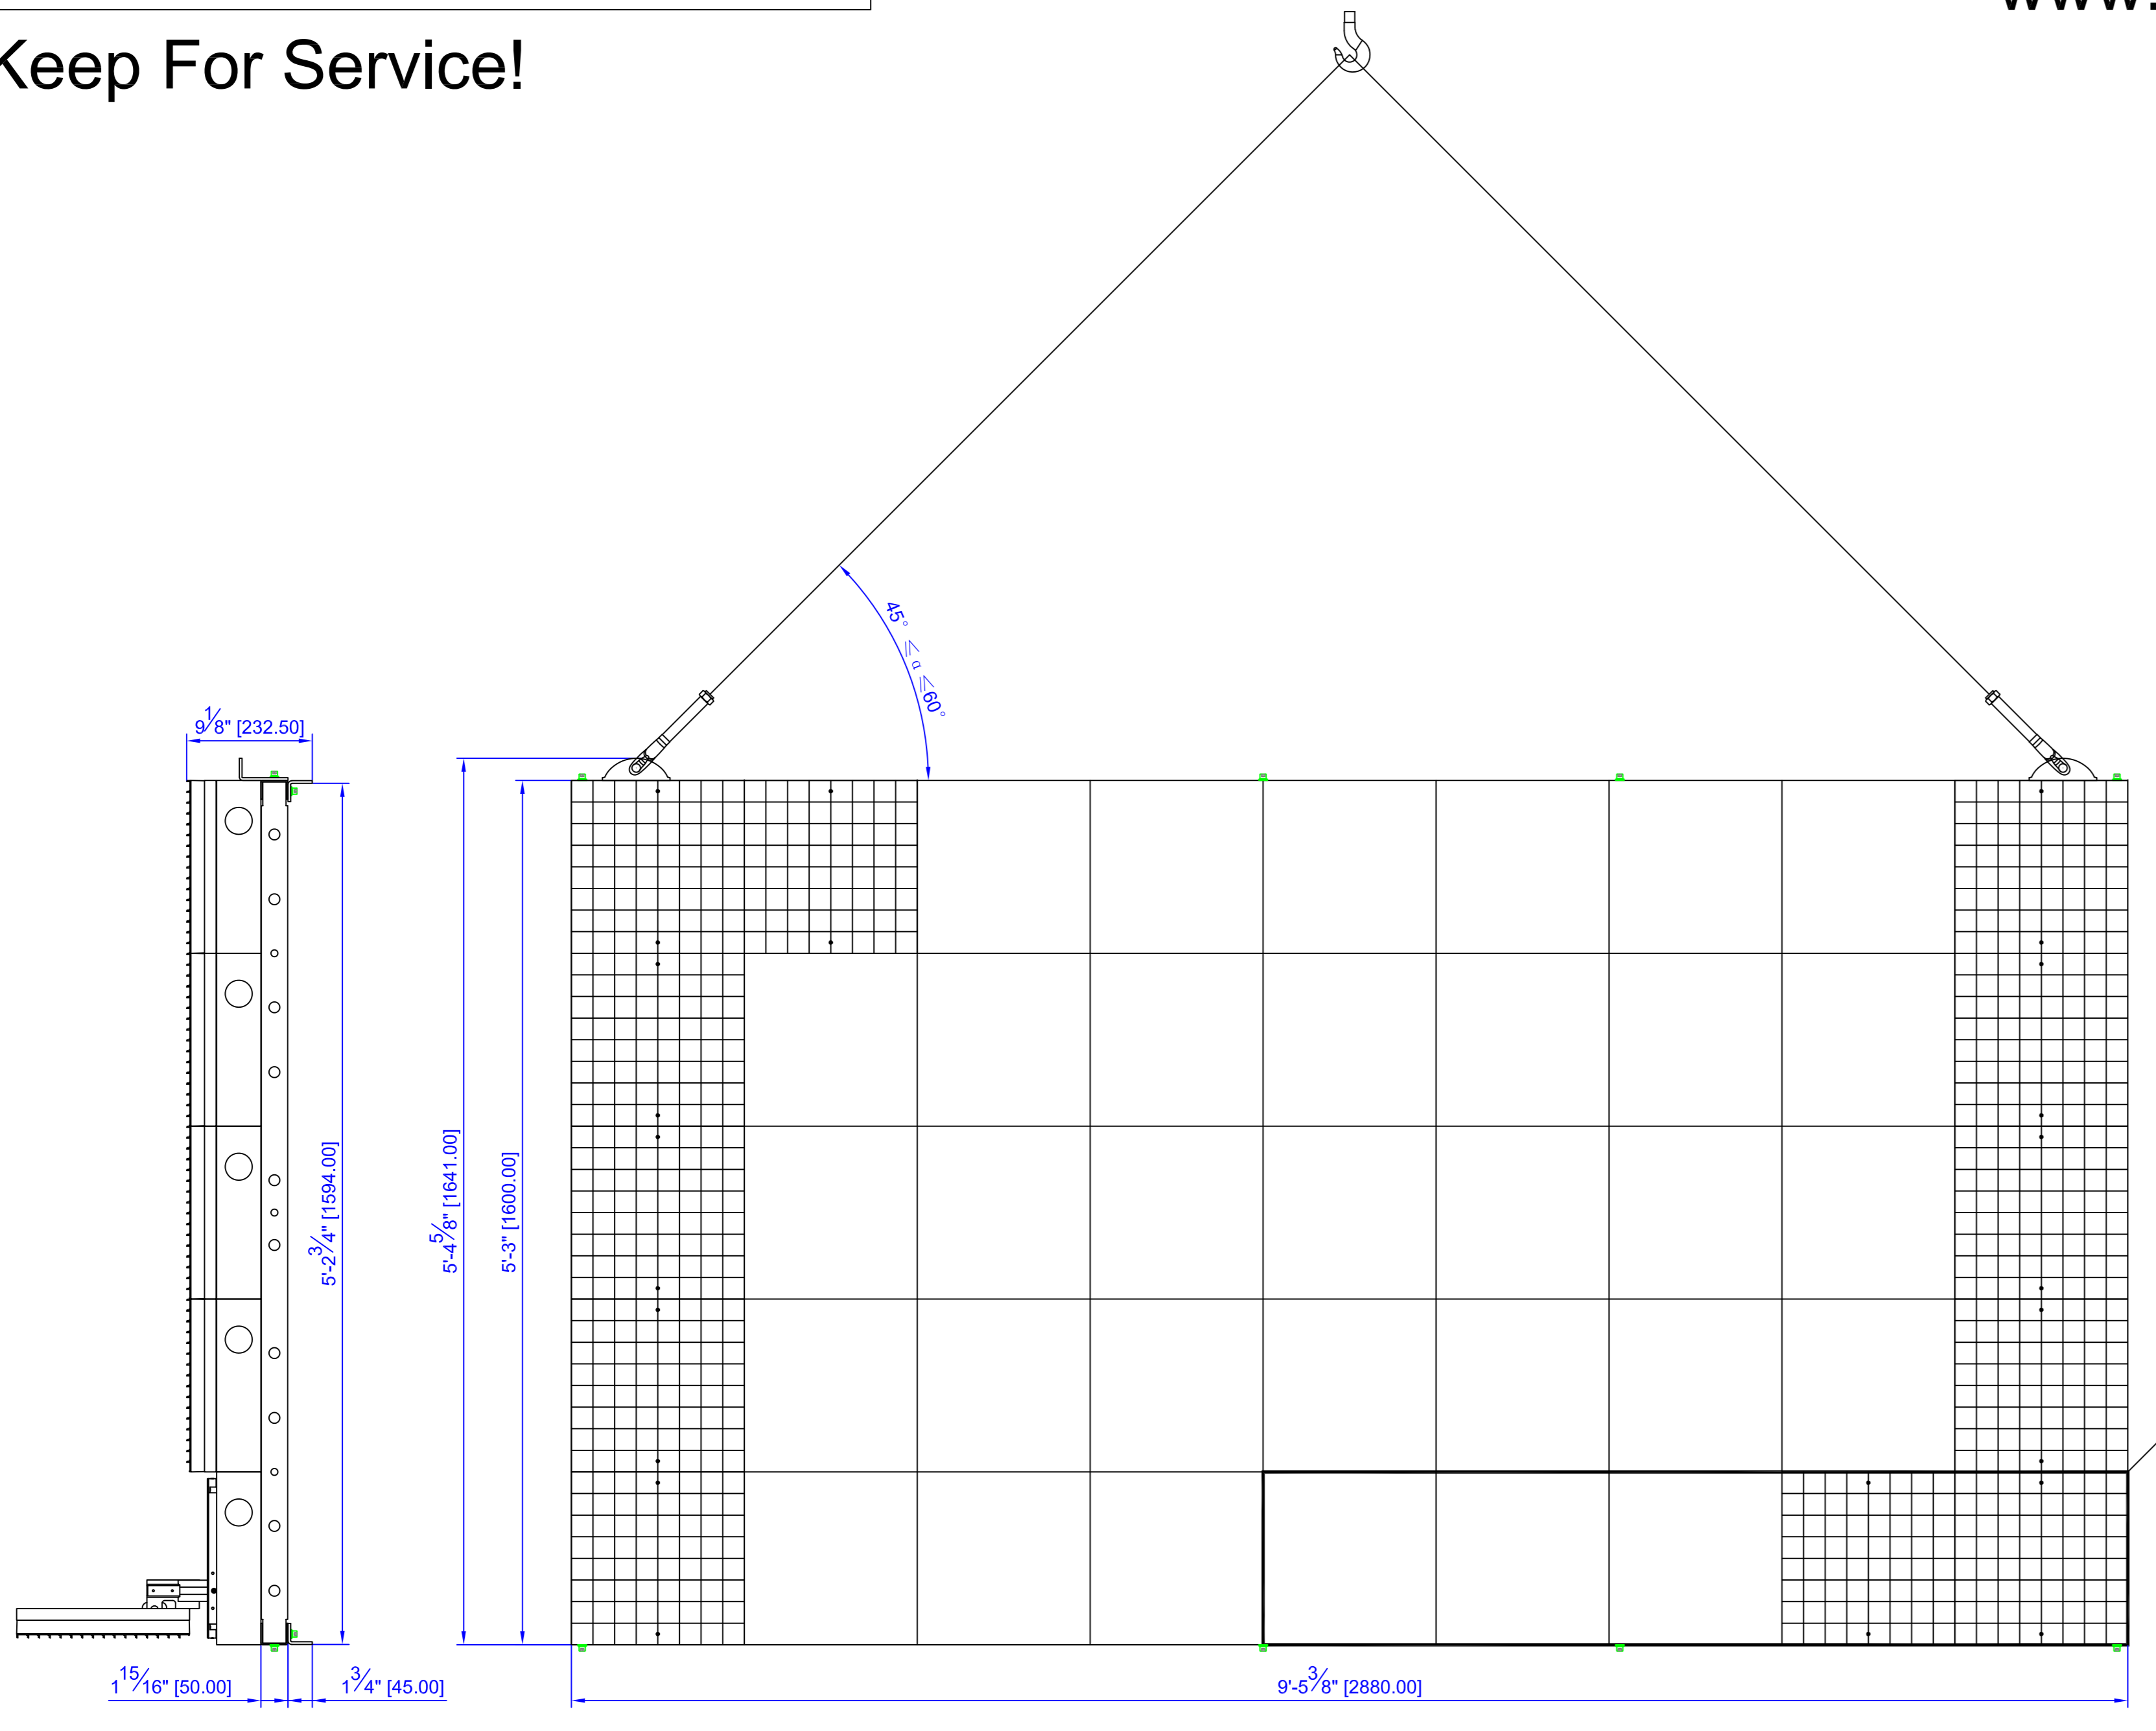 www.
Keep For Service!
45° ≤ α ≤60°
9 1/8" [232.50]
5'-2 3/4" [1594.00]
5'-4 5/8" [1641.00]
5'-3" [1600.00]
1 15/16" [50.00]
1 3/4" [45.00]
9'-5 3/8" [2880.00]